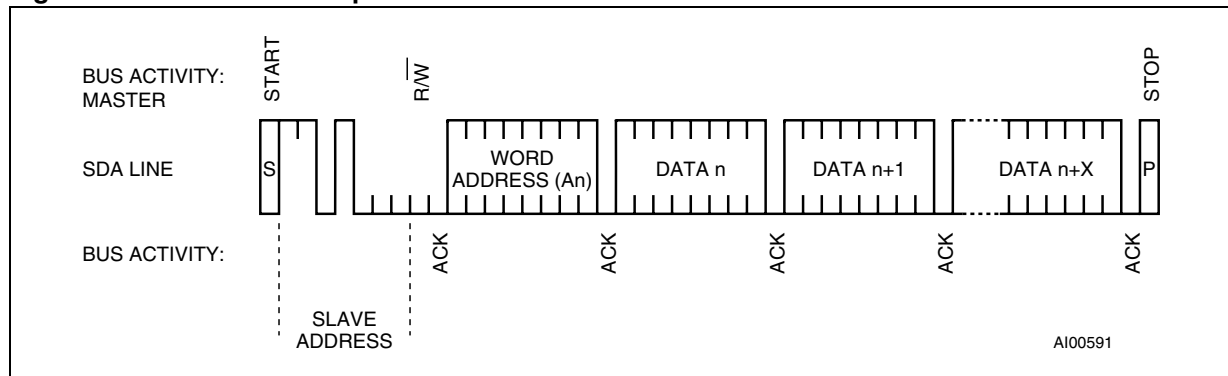 BUS ACTIVITY:
MASTER
START
R/W
STOP
SDA LINE
S
WORD
ADDRESS (An)
DATA n
DATA n+1
DATA n+X
P
BUS ACTIVITY:
ACK
ACK
ACK
ACK
ACK
SLAVE
ADDRESS
AI00591